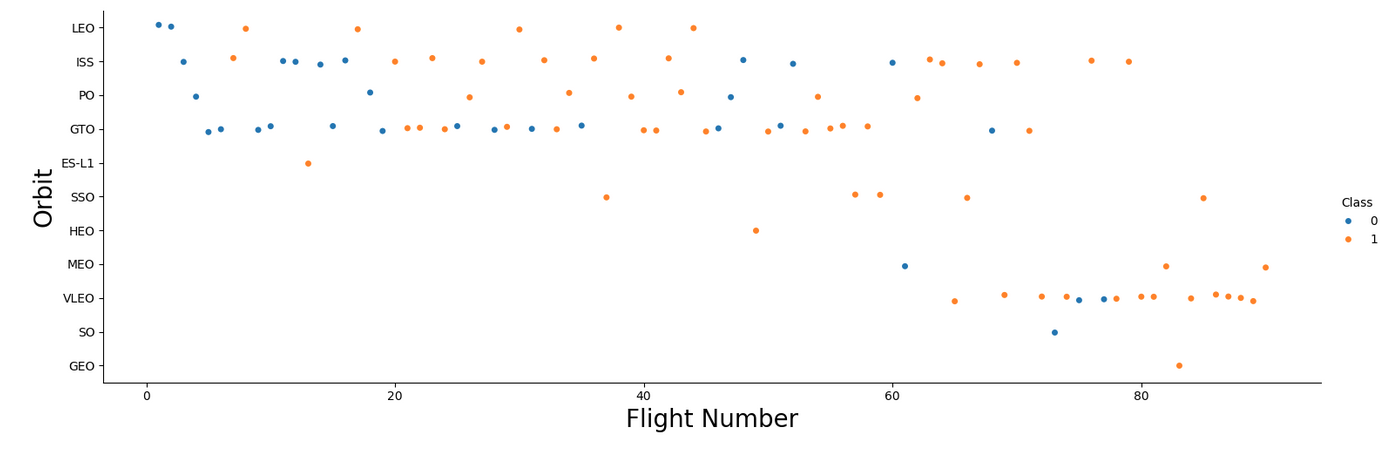 LEO
ISS
PO
GTO
ES-L1
SSO
HEO
MEO
VLEO
SO
GEO
Orbit
0 20 40 60 80
Flight Number
Class
0
1